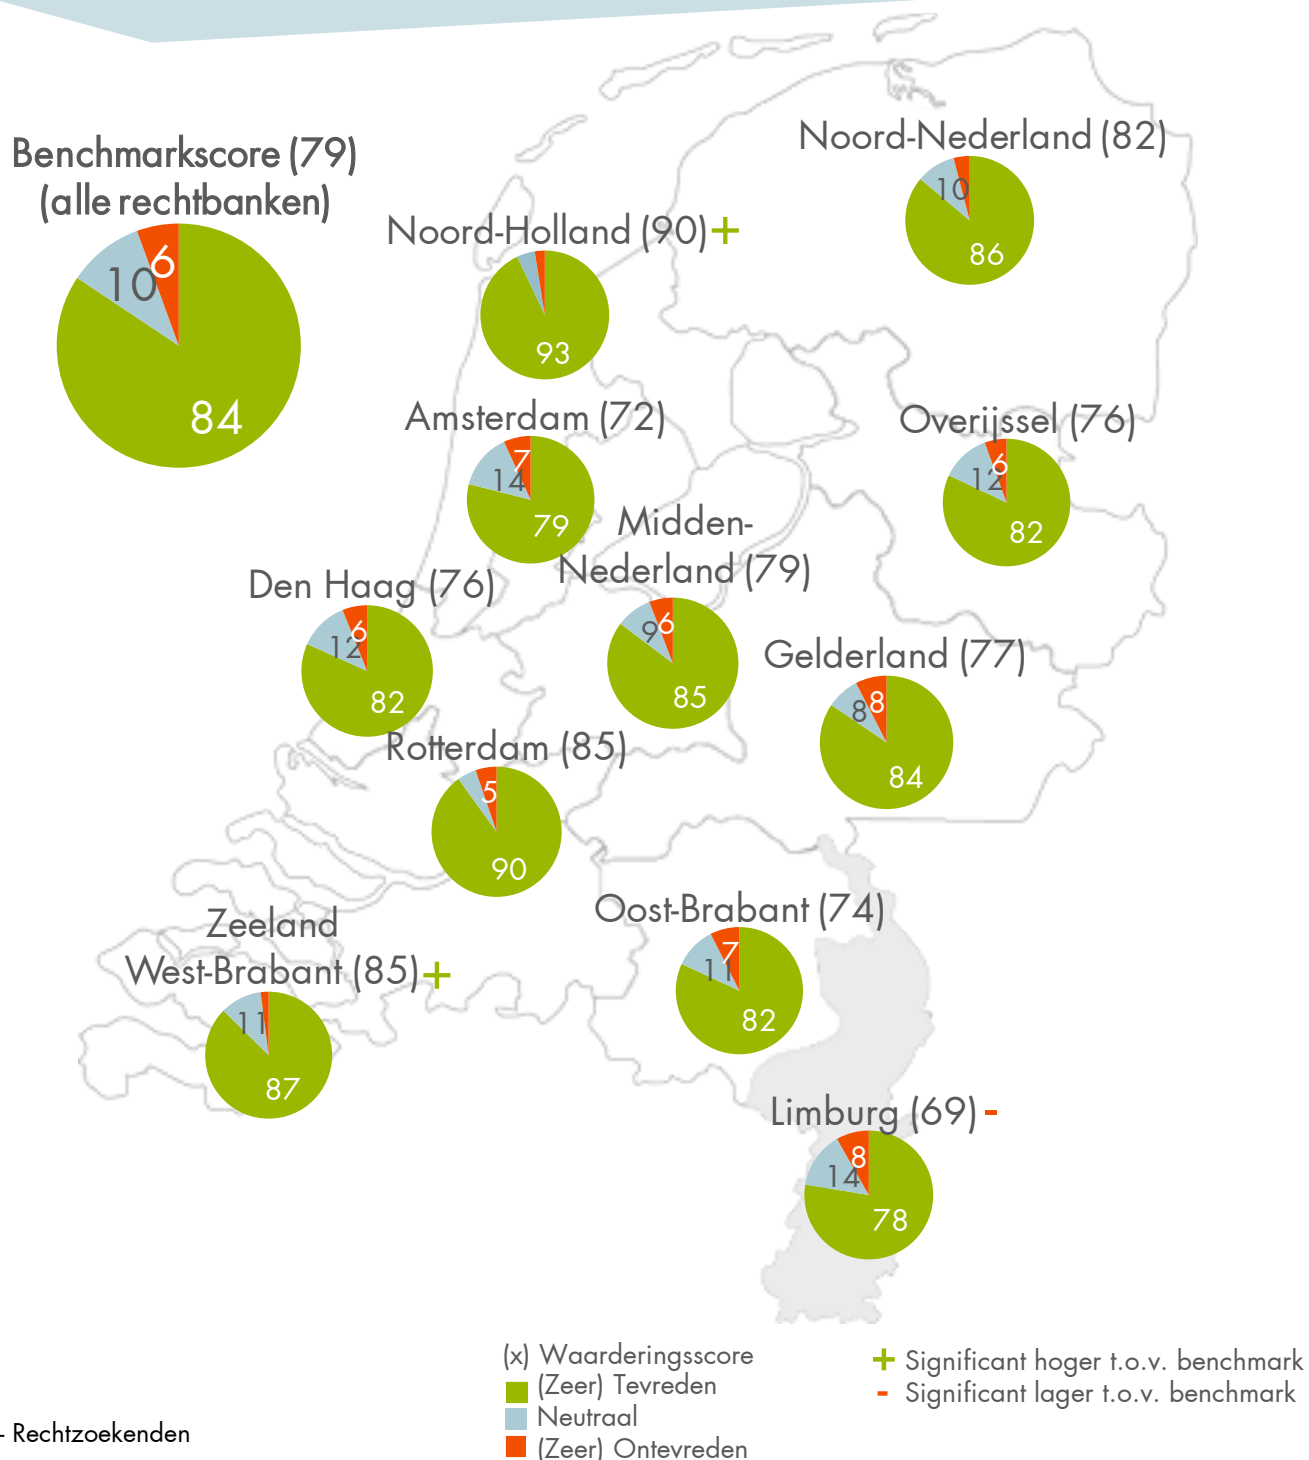 Benchmarkscore (79)
(alle rechtbanken)
10
6
84
Noord-Nederland (82)
10
86
Noord-Holland (90) +
93
Amsterdam (72)
14
7
79
Overijssel (76)
12
6
82
Midden-
Nederland (79)
9
6
85
Den Haag (76)
12
6
82
Gelderland (77)
8
8
84
Rotterdam (85)
5
90
Oost-Brabant (74)
11
7
82
Zeeland
West-Brabant (85) +
11
87
Limburg (69) -
14
8
78
(x) Waarderingsscore
(Zeer) Tevreden
Neutraal
(Zeer) Ontevreden
+ Significant hoger t.o.v. benchmark
- Significant lager t.o.v. benchmark
- Rechtzoekenden